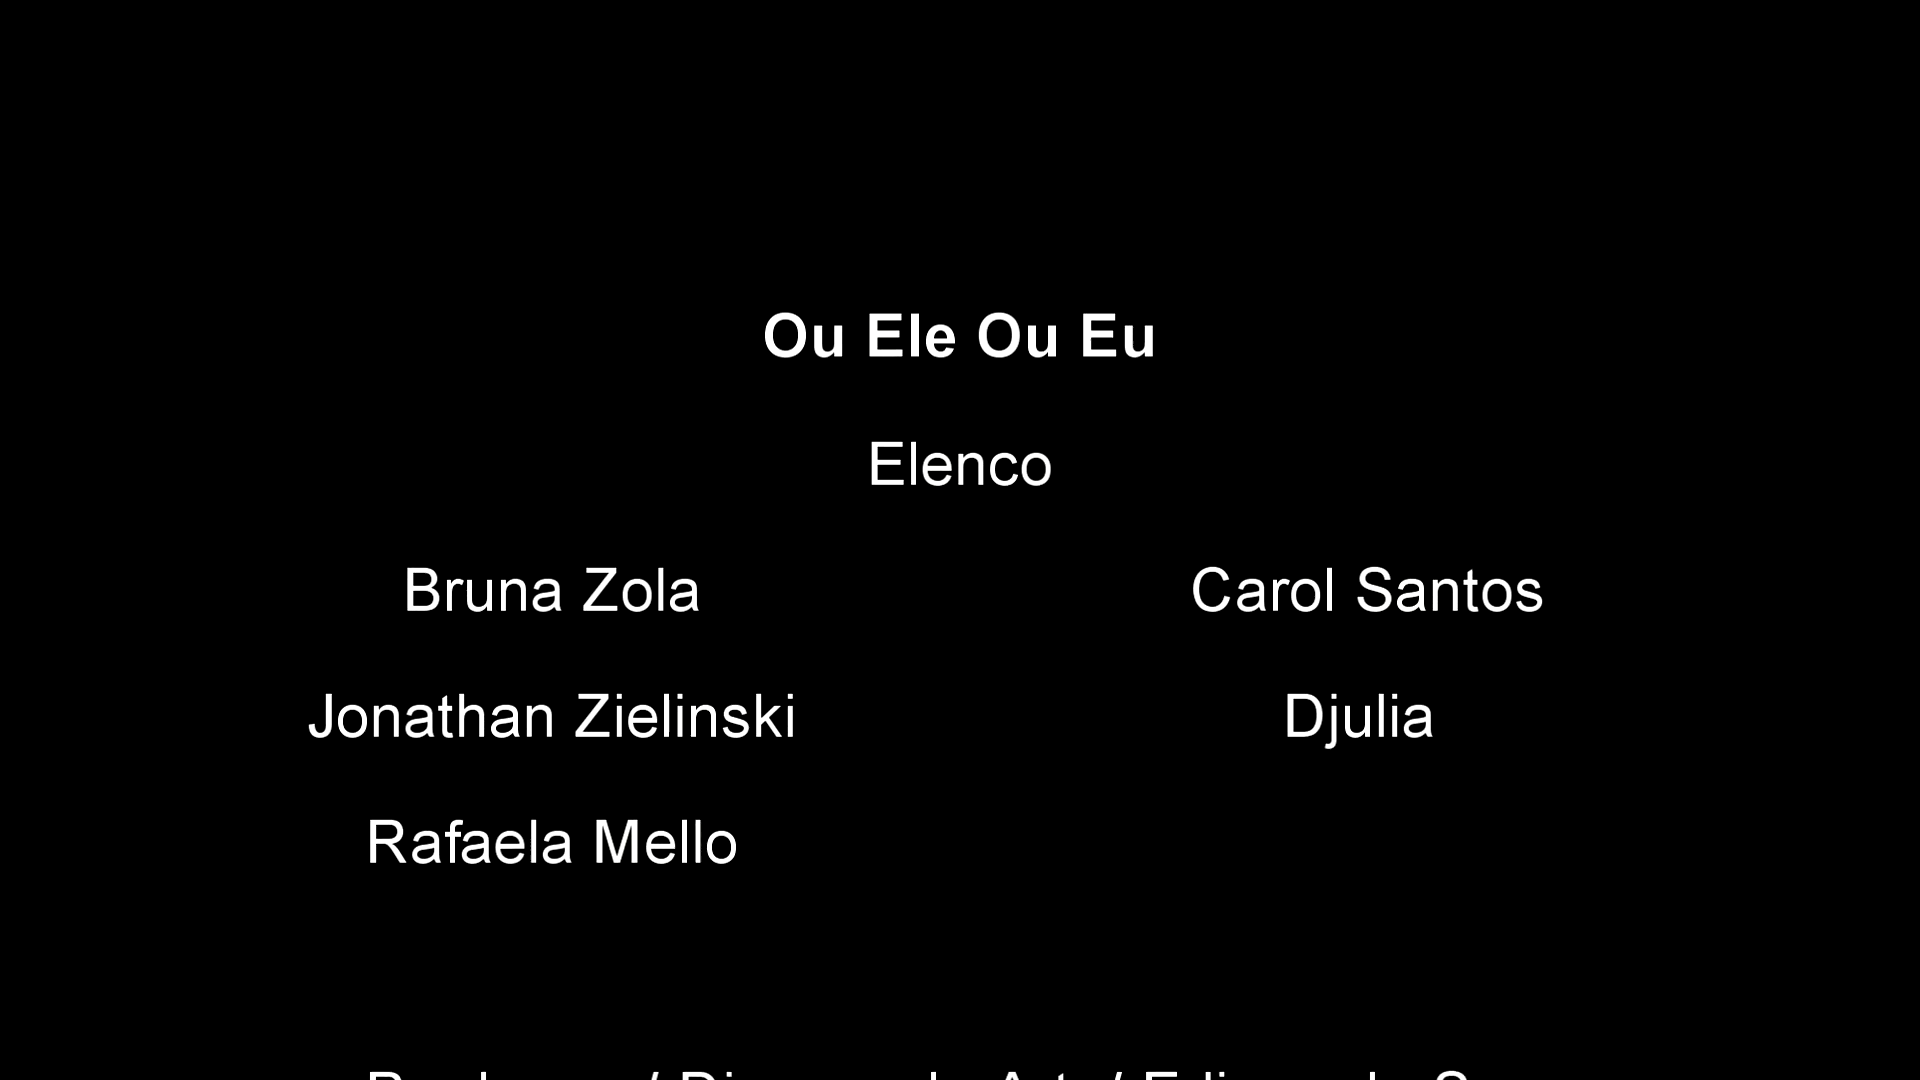 Ou Ele Ou Eu
Elenco
Bruna Zola Carol Santos
Jonathan Zielinski Djulia
Rafaela Mello